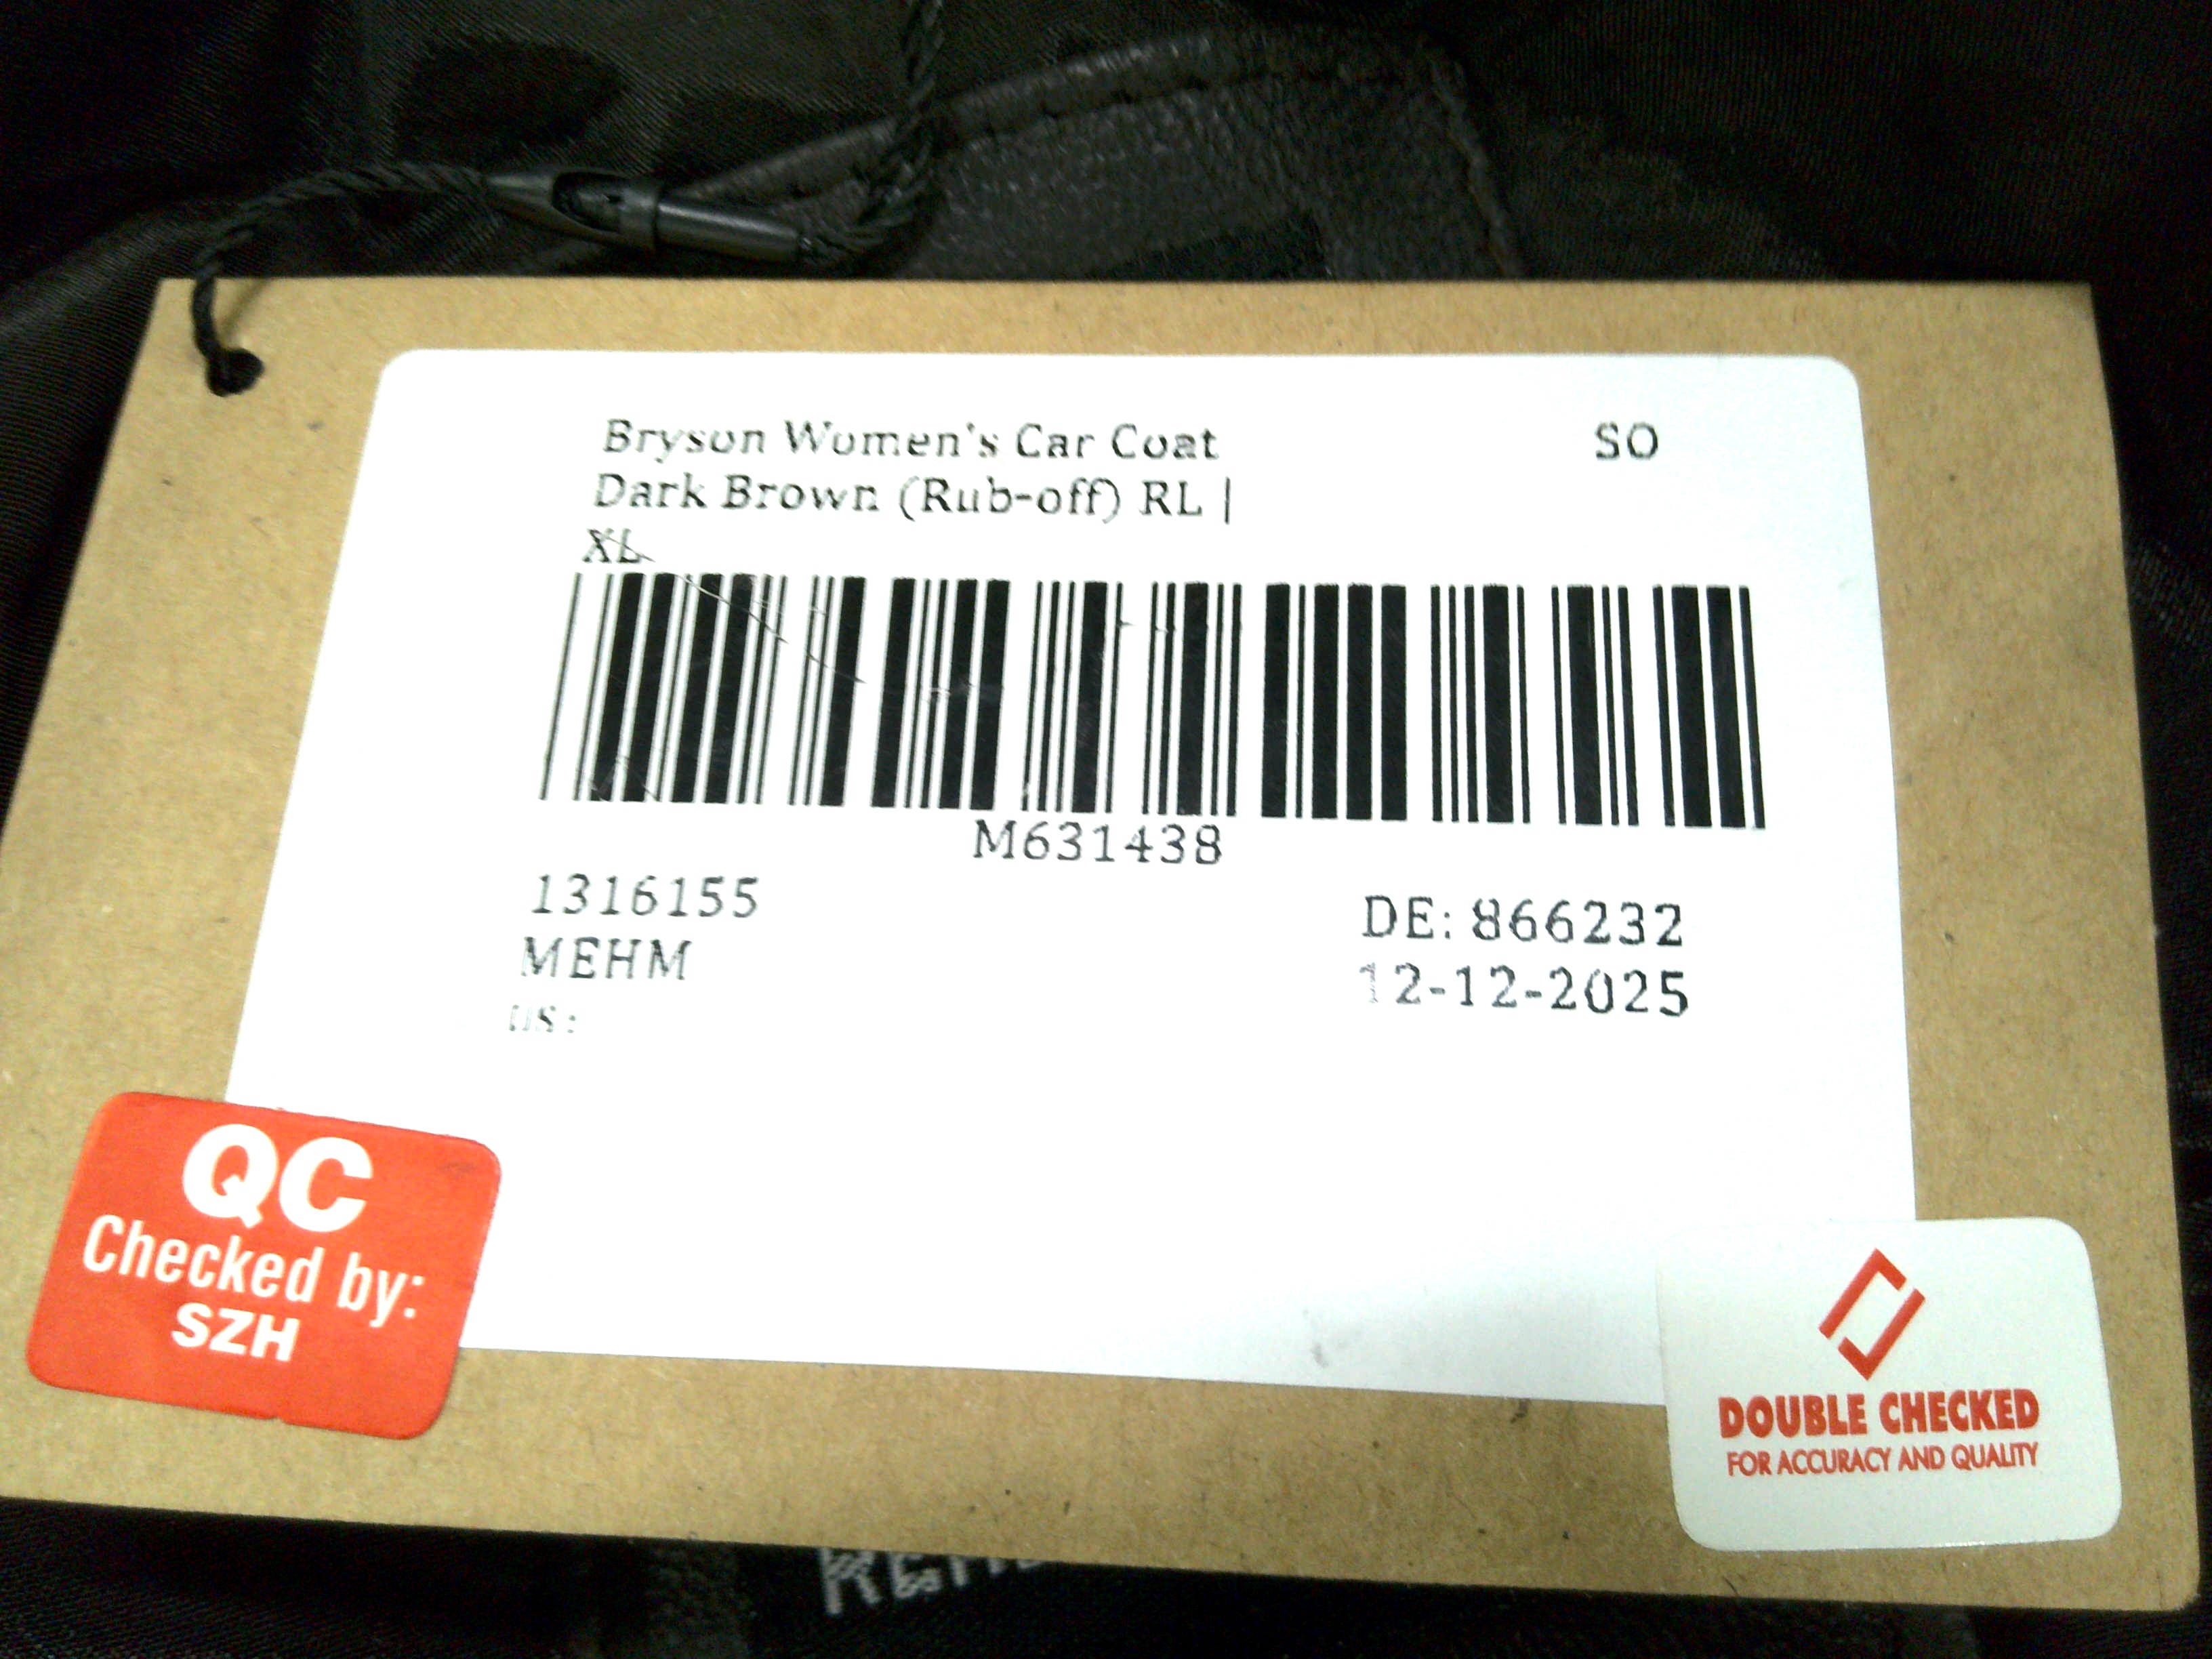 Bryson Women's Car Coat SO
Dark Brown (Rub-off) RL |
XL
M631438
1316155
DE: 866232
MEHM
12-12-2025
US:
QC
Checked by:
SZH
DOUBLE CHECKED
FOR ACCURACY AND QUALITY